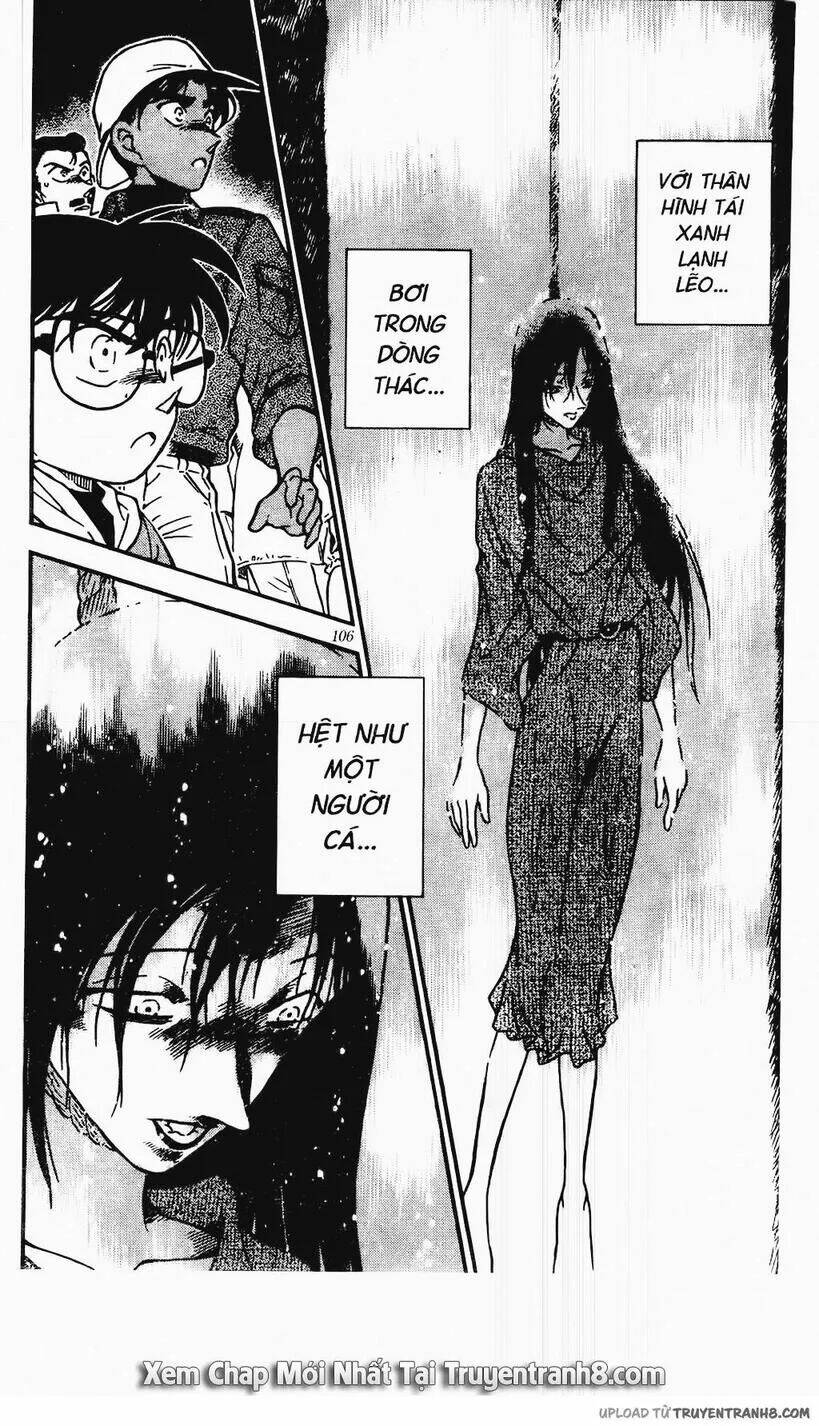 VỚI THÂN
HÌNH TÁI
XANH
LẠNH
LẼO...
BƠI
TRONG
DÒNG
THÁC...
106
HỆT NHƯ
MỘT
NGƯỜI
CÁ...
Xem Chap Mới Nhất Tại Truyentranh8.com
UPLOAD TỪ TRUYENTRANH8.COM